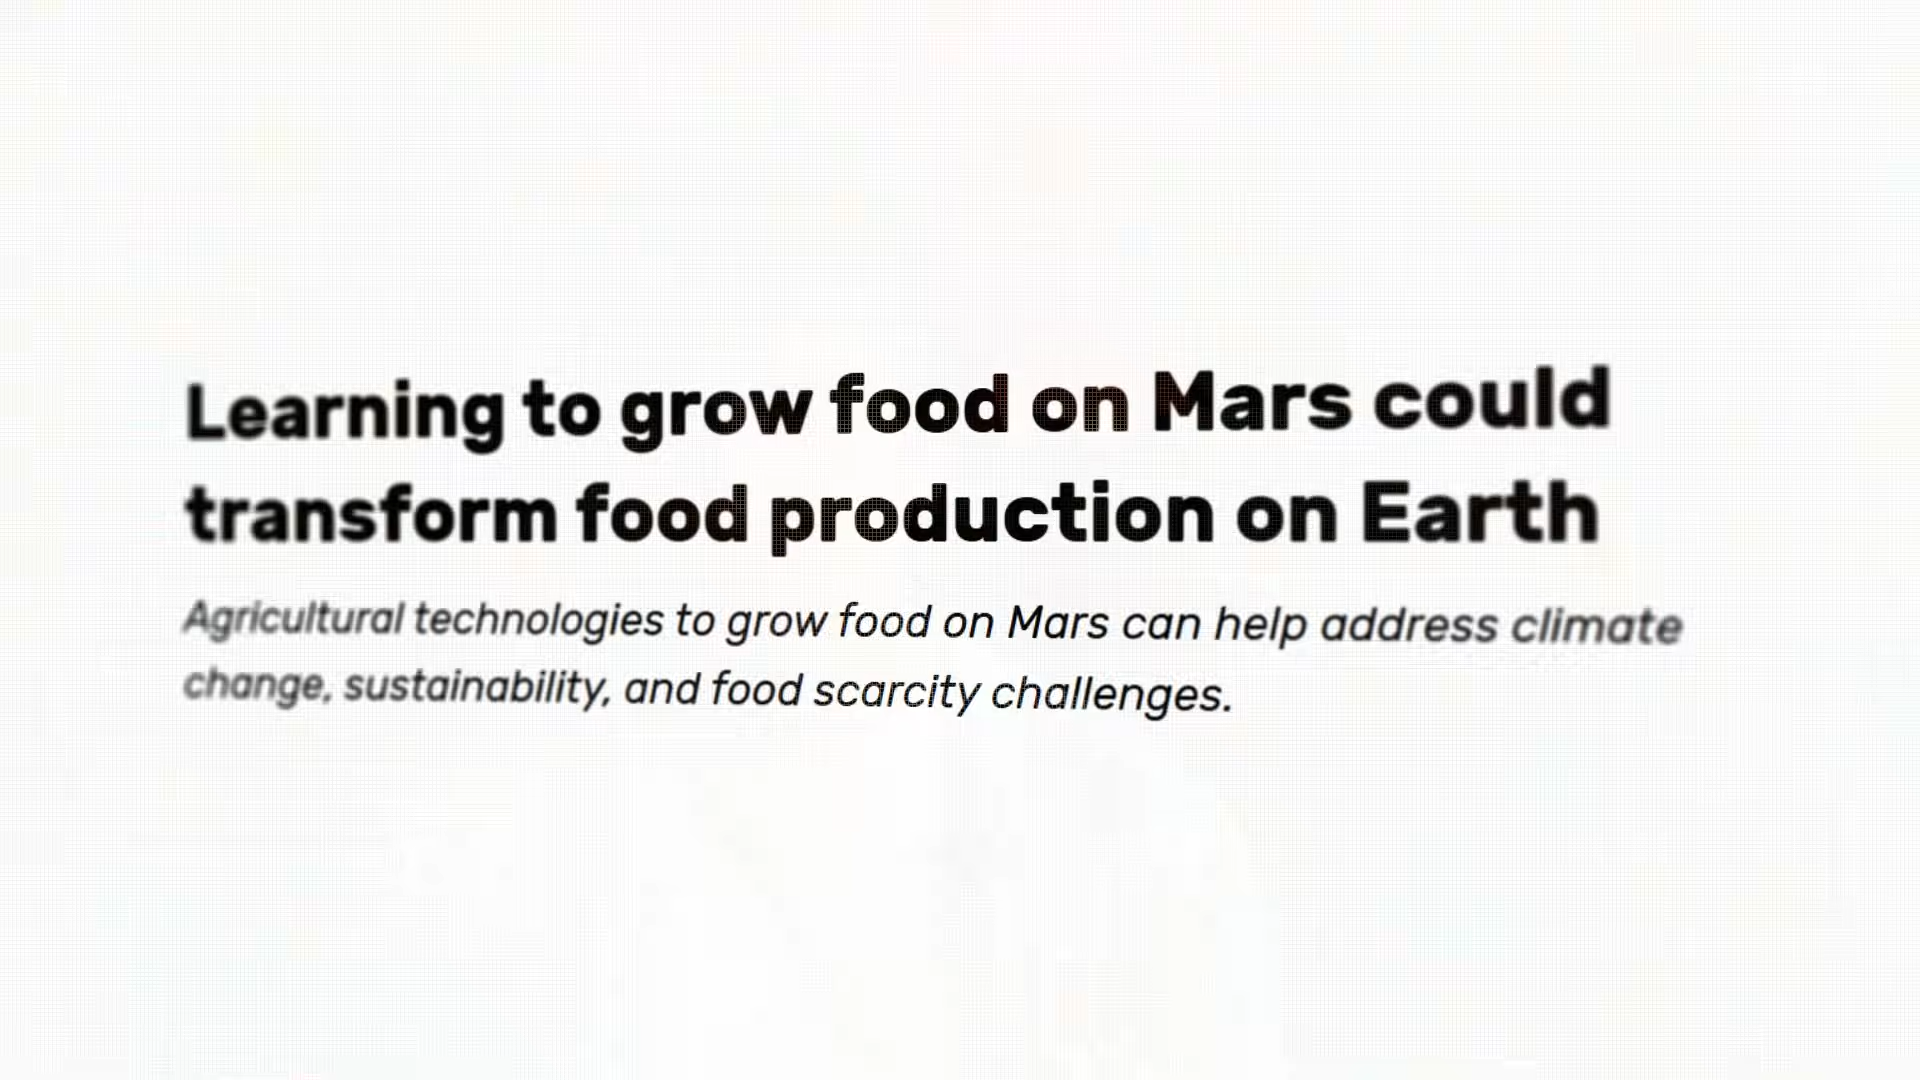 Learning to grow food on Mars could
transform food production on Earth
Agricultural technologies to grow food on Mars can help address climate
change, sustainability, and food scarcity challenges.